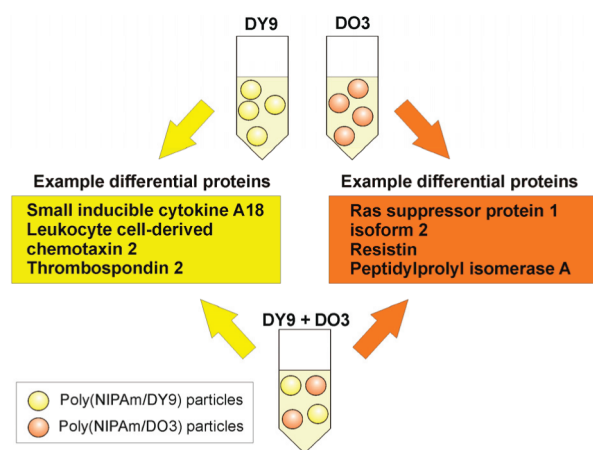 DY9
DO3
Example differential proteins
Small inducible cytokine A18
Leukocyte cell-derived
chemotaxin 2
Thrombospondin 2
Example differential proteins
Ras suppressor protein 1
isoform 2
Resistin
Peptidylprolyl isomerase A
DY9 + DO3
Poly(NIPAm/DY9) particles
Poly(NIPAm/DO3) particles